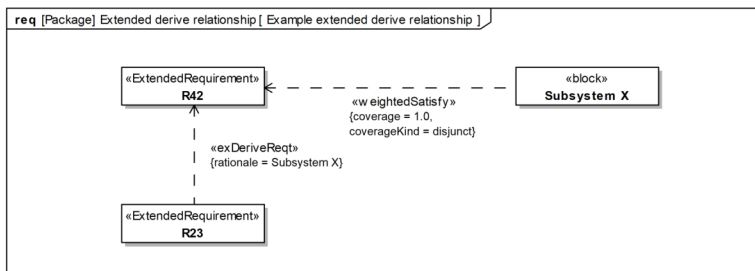 req [Package] Extended derive relationship [ Example extended derive relationship ]
«ExtendedRequirement»
R42
«block»
Subsystem X
«w eightedSatisfy»
{coverage = 1.0,
coverageKind = disjunct}
«exDeriveReqt»
{rationale = Subsystem X}
«ExtendedRequirement»
R23